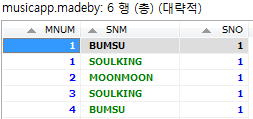 musicapp.madeby: 6 행 (총) (대략적)
MNUM SNM SNO
1 BUMSU 1
1 SOULKING 1
2 MOONMOON 1
3 SOULKING 1
4 BUMSU 1